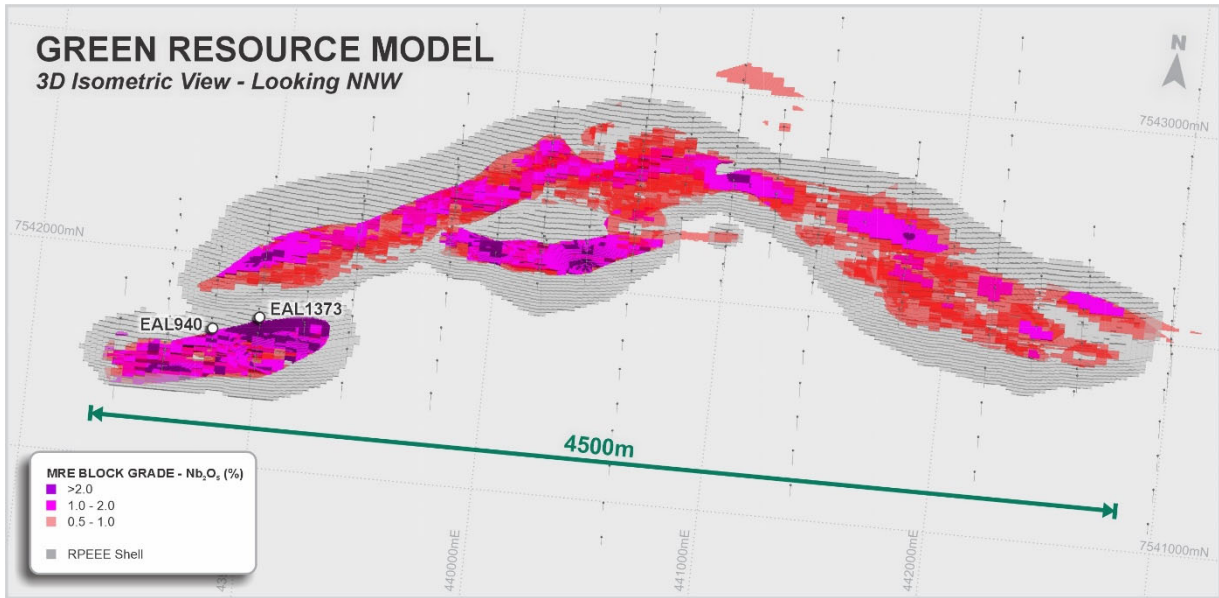 GREEN RESOURCE MODEL
3D Isometric View - Looking NNW
N
7543000mN
7542000mN
EAL940
EAL1373
4500m
MRE BLOCK GRADE - Nb₂O₅ (%)
>2.0
1.0 - 2.0
0.5 - 1.0
RPEEE Shell
440000mE
441000mE
442000mE
7541000mN